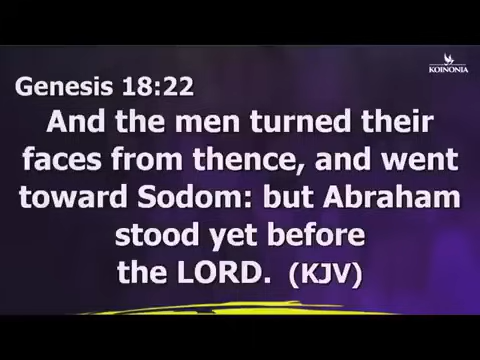 KOINONIA
Genesis 18:22
And the men turned their
faces from thence, and went
toward Sodom: but Abraham
stood yet before
the LORD. (KJV)